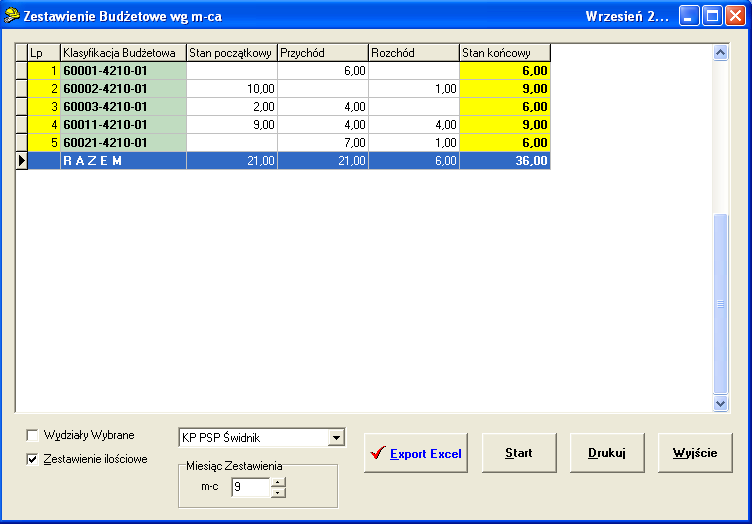 Zestawienie Budżetowe wg m-ca Wrzesień 2...
Lp Klasyfikacja Budżetowa Stan początkowy Przychód Rozchód Stan końcowy
1 60001-4210-01 6,00 6,00
2 60002-4210-01 10,00 1,00 9,00
3 60003-4210-01 2,00 4,00 6,00
4 60011-4210-01 9,00 4,00 4,00 9,00
5 60021-4210-01 7,00 1,00 6,00
R A Z E M 21,00 21,00 6,00 36,00
Wydziały Wybrane
KP PSP Świdnik
Zestawienie ilościowe
Export Excel
Start
Drukuj
Wyjście
Miesiąc Zestawienia
m-c 9